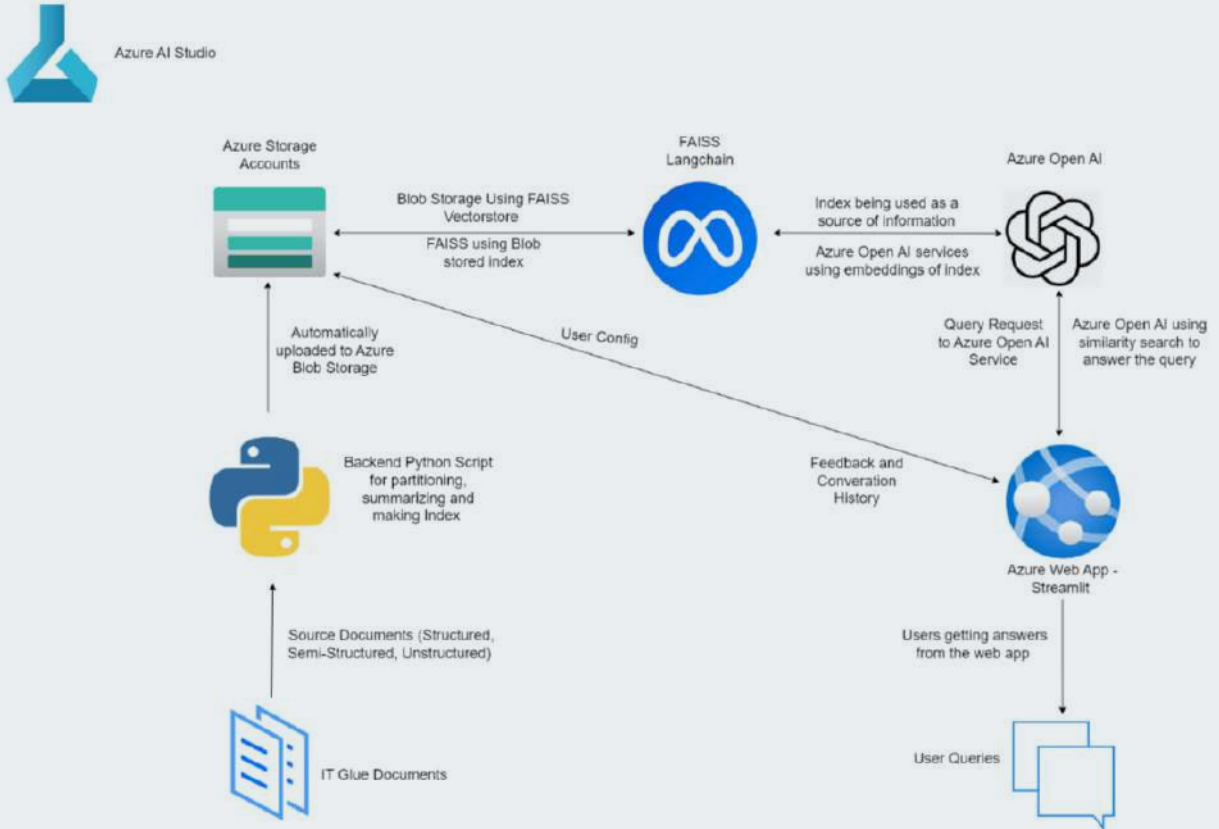 Azure AI Studio
Azure Storage
Accounts
FAISS
Langchain
Azure Open AI
Blob Storage Using FAISS
Vectorstore
FAISS using Blob
stored index
Index being used as a
source of information
Azure Open AI services
using embeddings of index
Automatically
uploaded to Azure
Blob Storage
User Config
Query Request
to Azure Open AI
Service
Azure Open AI using
similarity search to
answer the query
Backend Python Script
for partitioning,
summarizing and
making Index
Feedback and
Converation
History
Azure Web App -
Streamlit
Source Documents (Structured,
Semi-Structured, Unstructured)
Users getting answers
from the web app
IT Glue Documents
User Queries